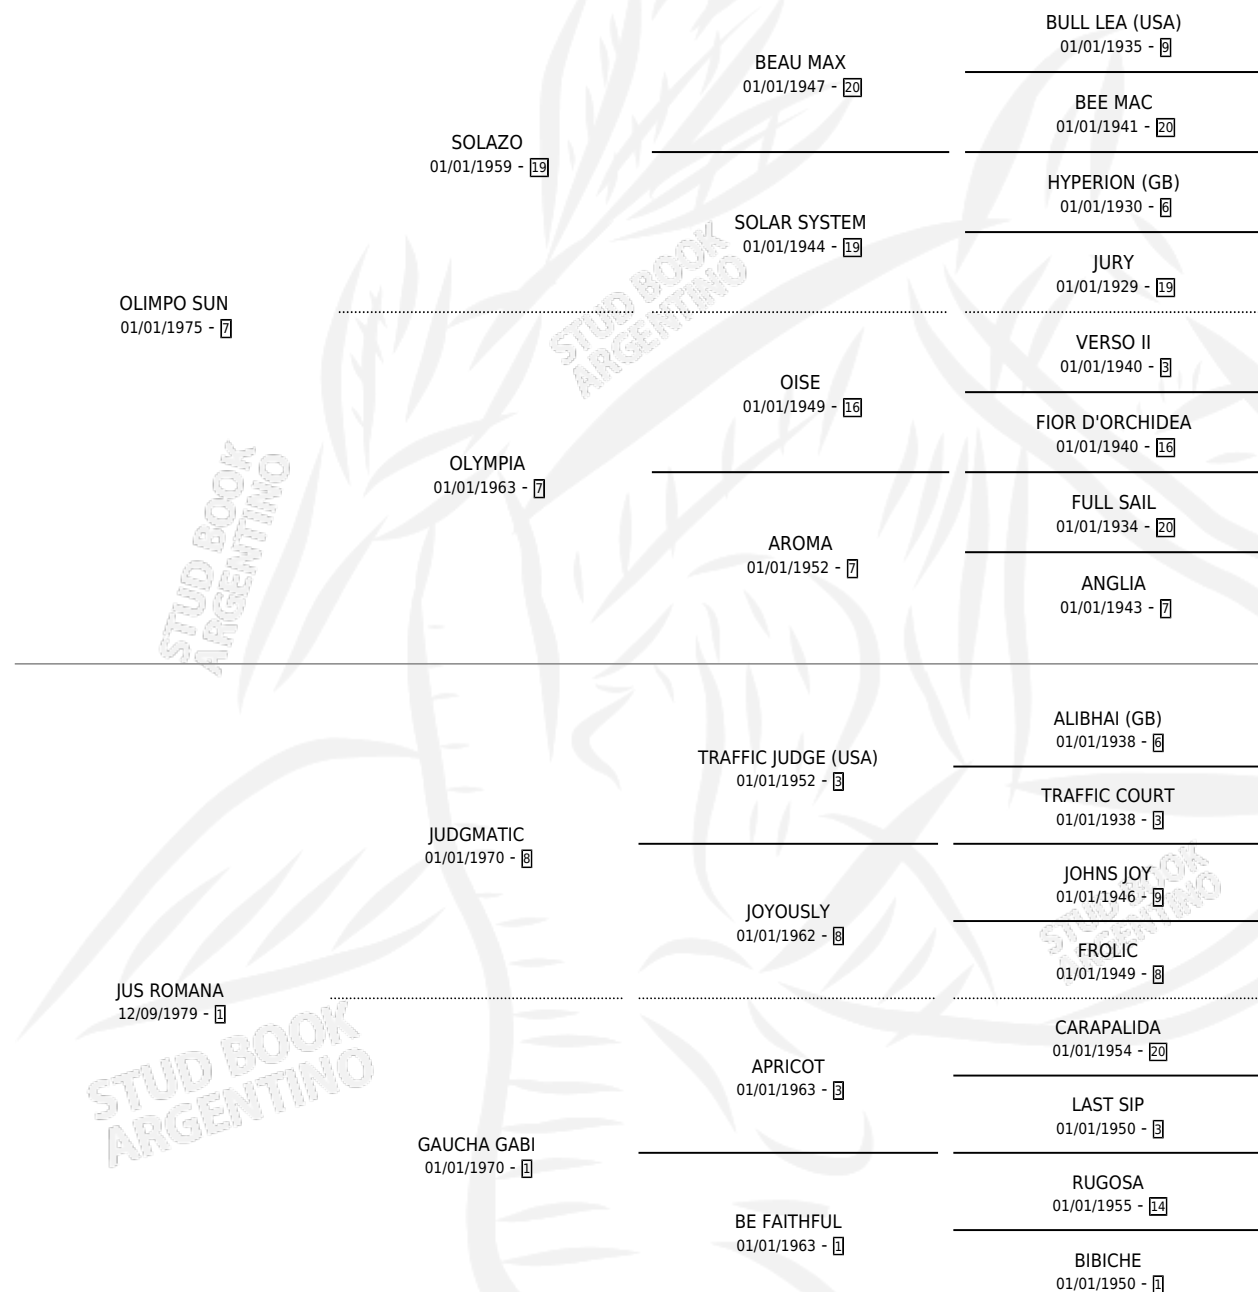 BULL LEA (USA)
01/01/1935 - 9
BEAU MAX
01/01/1947 - 20
BEE MAC
01/01/1941 - 20
SOLAZO
01/01/1959 - 19
HYPERION (GB)
01/01/1930 - 6
SOLAR SYSTEM
01/01/1944 - 19
JURY
01/01/1929 - 19
OLIMPO SUN
01/01/1975 - 7
STUD BOOK
ARGENTINO
VERSO II
01/01/1940 - 3
OISE
01/01/1949 - 16
FIOR D'ORCHIDEA
01/01/1940 - 16
OLYMPIA
01/01/1963 - 7
FULL SAIL
01/01/1934 - 20
AROMA
01/01/1952 - 7
ANGLIA
01/01/1943 - 7
STUD BOOK
ARGENTINO
ALIBHAI (GB)
01/01/1938 - 6
TRAFFIC JUDGE (USA)
01/01/1952 - 3
TRAFFIC COURT
01/01/1938 - 3
JUDGMATIC
01/01/1970 - 8
JOHNS JOY
01/01/1946 - 9
STUD BOOK
ARGENTINO
JOYOUSLY
01/01/1962 - 8
FROLIC
01/01/1949 - 8
JUS ROMANA
12/09/1979 - 1
STUD BOOK
ARGENTINO
CARAPALIDA
01/01/1954 - 20
APRICOT
01/01/1963 - 3
LAST SIP
01/01/1950 - 3
GAUCHA GABI
01/01/1970 - 1
RUGOSA
01/01/1955 - 14
BE FAITHFUL
01/01/1963 - 1
BIBICHE
01/01/1950 - 1